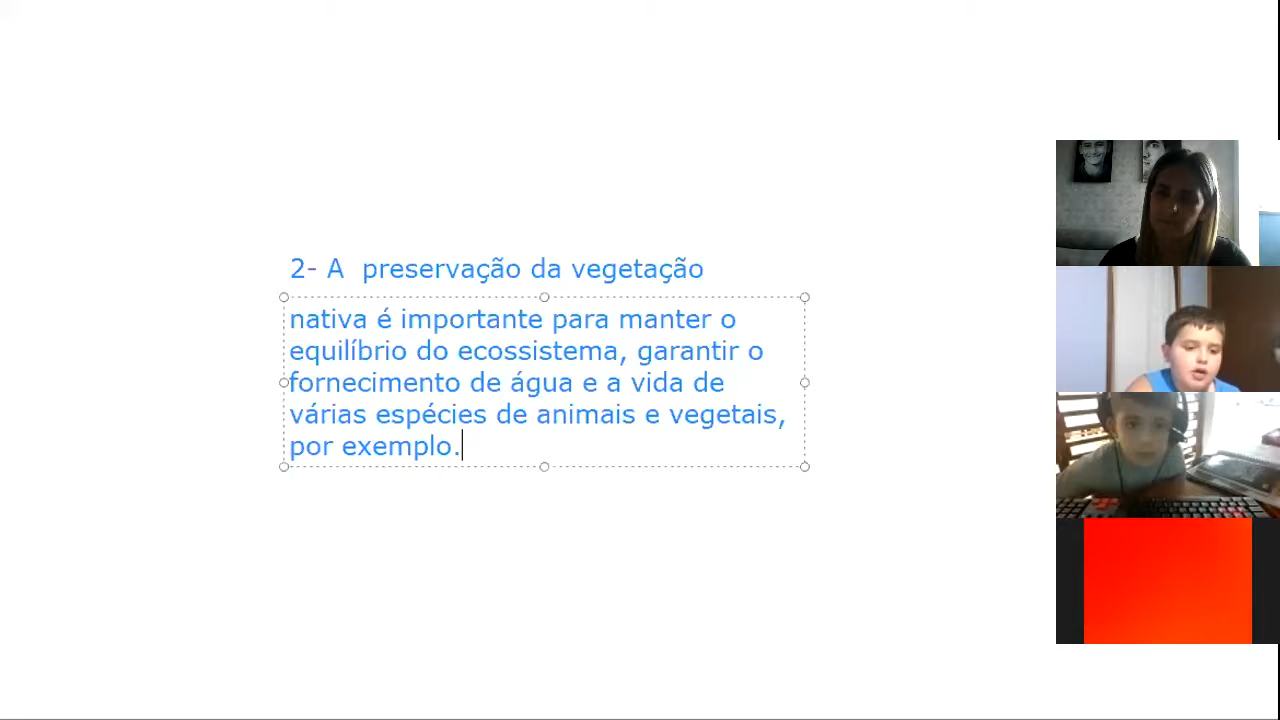 2- A  preservação da vegetação
nativa é importante para manter o
equilíbrio do ecossistema, garantir o
fornecimento de água e a vida de
várias espécies de animais e vegetais,
por exemplo.